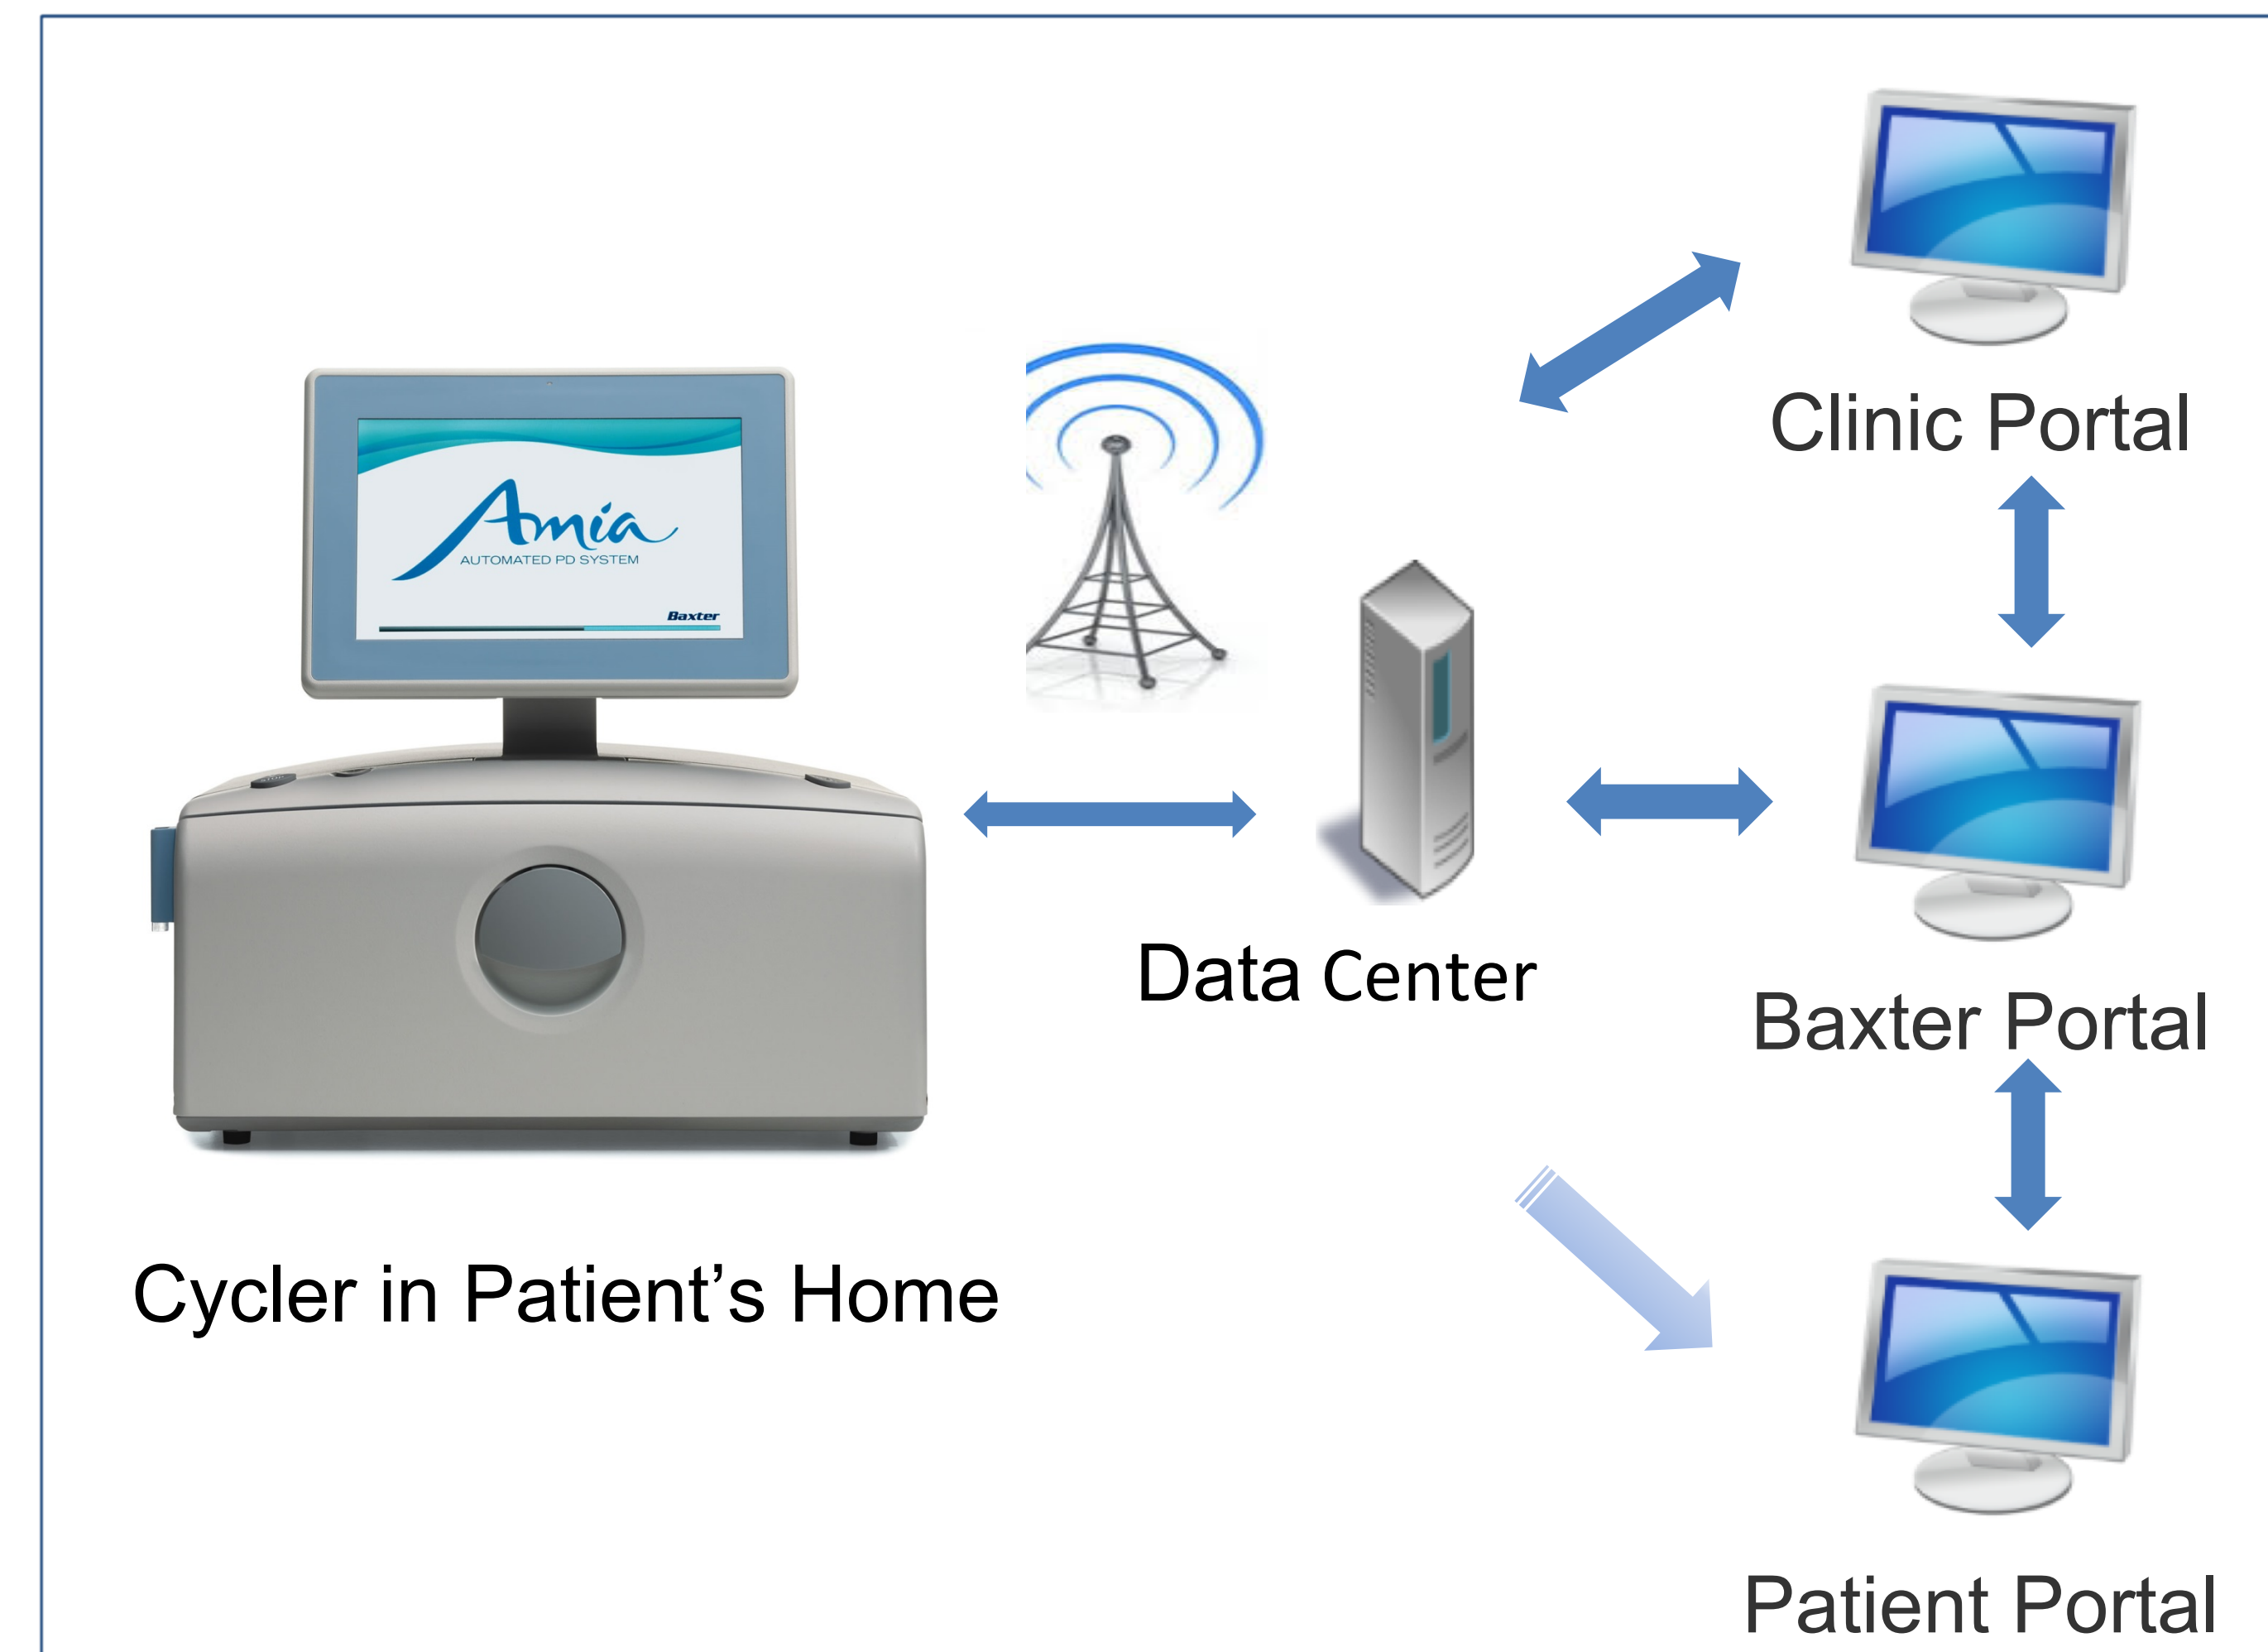 Amia
AUTOMATED PD SYSTEM
Baxter
Cycler in Patient’s Home
Data Center
Clinic Portal
Baxter Portal
Patient Portal